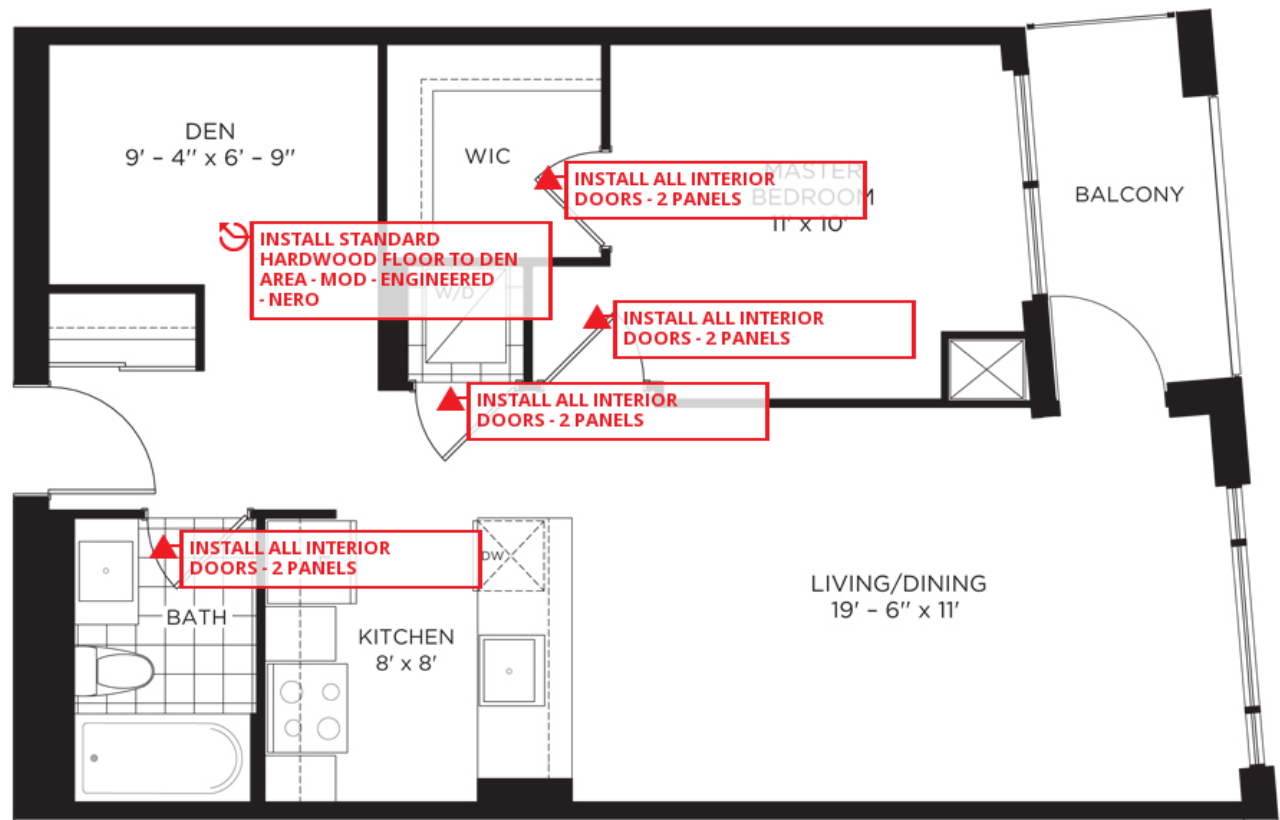 DEN
9' - 4" x 6' - 9"
WIC
INSTALL ALL INTERIOR
DOORS - 2 PANELS
MASTER
BEDROOM
11' x 10'
BALCONY
INSTALL STANDARD
HARDWOOD FLOOR TO DEN
AREA - MOD - ENGINEERED
- NERO
W/D
INSTALL ALL INTERIOR
DOORS - 2 PANELS
INSTALL ALL INTERIOR
DOORS - 2 PANELS
INSTALL ALL INTERIOR
DOORS - 2 PANELS
DW
BATH
KITCHEN
8' x 8'
LIVING/DINING
19' - 6" x 11'